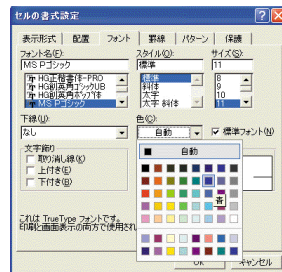 セルの書式設定
表示形式 配置 フォント 罫線 パターン 保護
フォント名(F): スタイル(O): サイズ(S):
MS Pゴシック 標準 11
HG正楷書体-PRO 標準 8
HG創英角ゴシックUB 斜体 9
HG創英角ポップ体 太字 10
MS Pゴシック 太字 斜体 11
下線(U): 色(C):
なし 自動 標準フォント(N)
文字飾り 自動
取り消し線(K)
上付き(E)
下付き(B)
青
これは TrueType フォントです。
印刷と画面表示の両方で使用され
OK キャンセル